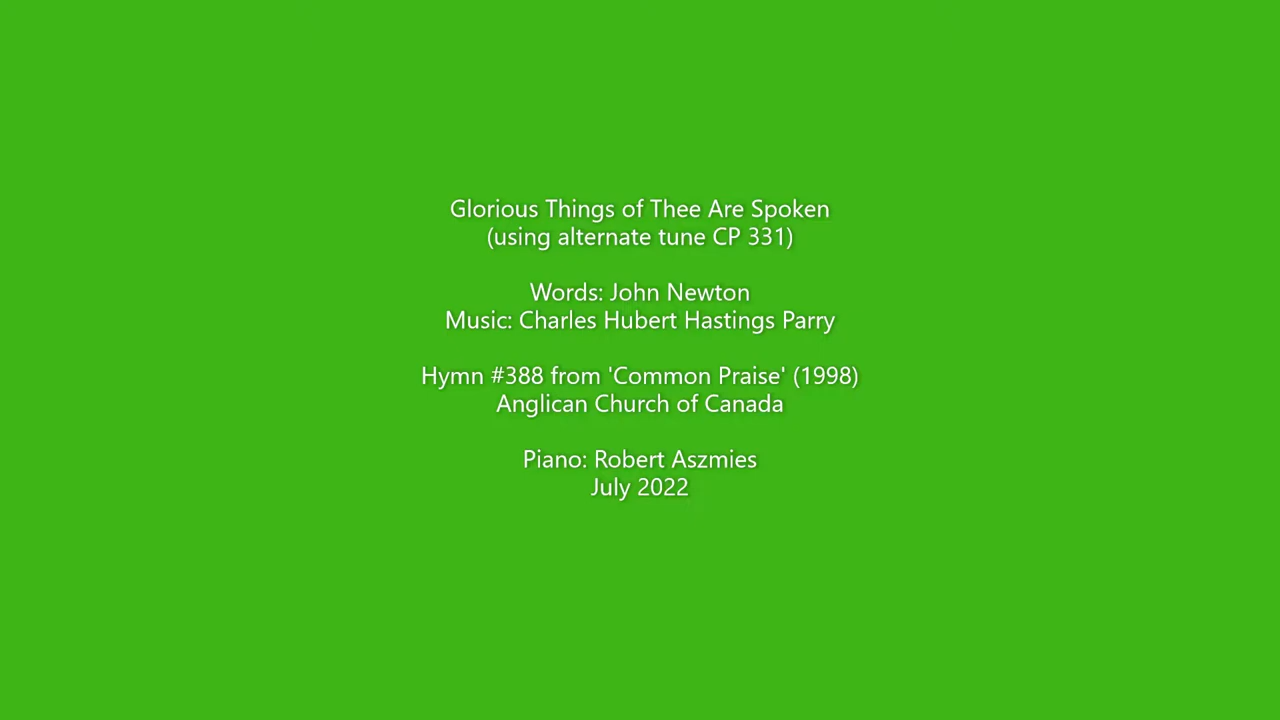 Glorious Things of Thee Are Spoken
(using alternate tune CP 331)
Words: John Newton
Music: Charles Hubert Hastings Parry
Hymn #388 from 'Common Praise' (1998)
Anglican Church of Canada
Piano: Robert Aszmies
July 2022